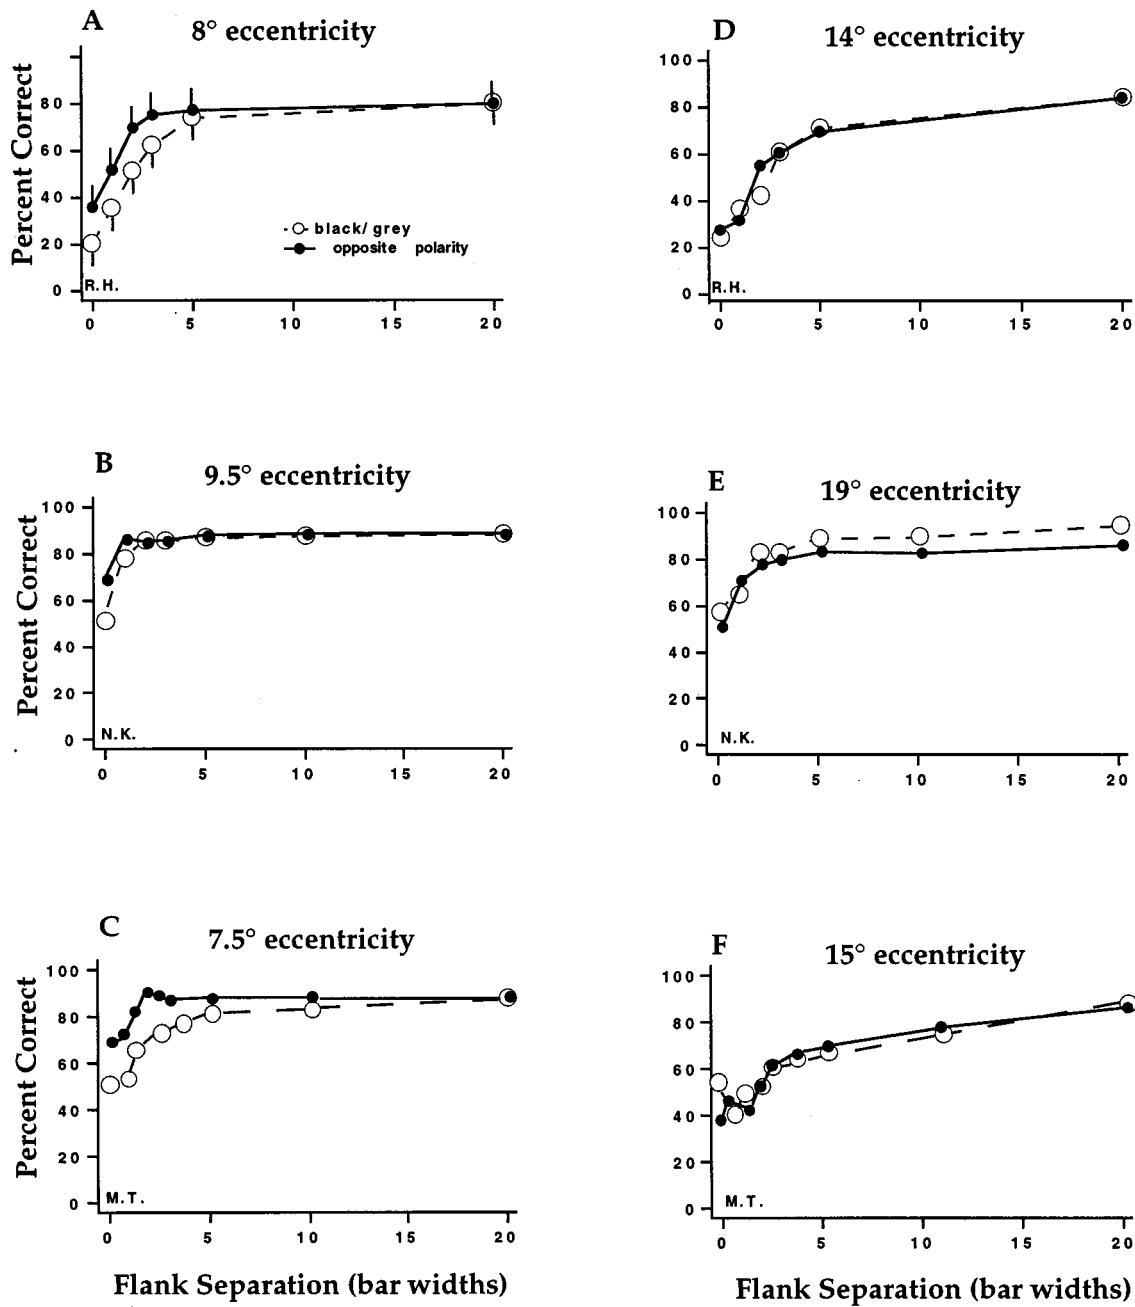 A
8° eccentricity
Percent Correct
80
60
40
20
0
black/grey
opposite polarity
R.H.
0 5 10 15 20
D
14° eccentricity
100
80
60
40
20
0
R.H.
0 5 10 15 20
B
9.5° eccentricity
Percent Correct
100
80
60
40
20
0
N.K.
0 5 10 15 20
E
19° eccentricity
100
80
60
40
20
0
N.K.
0 5 10 15 20
C
7.5° eccentricity
Percent Correct
100
80
60
40
20
0
M.T.
0 5 10 15 20
Flank Separation (bar widths)
F
15° eccentricity
100
80
60
40
20
0
M.T.
0 5 10 15 20
Flank Separation (bar widths)